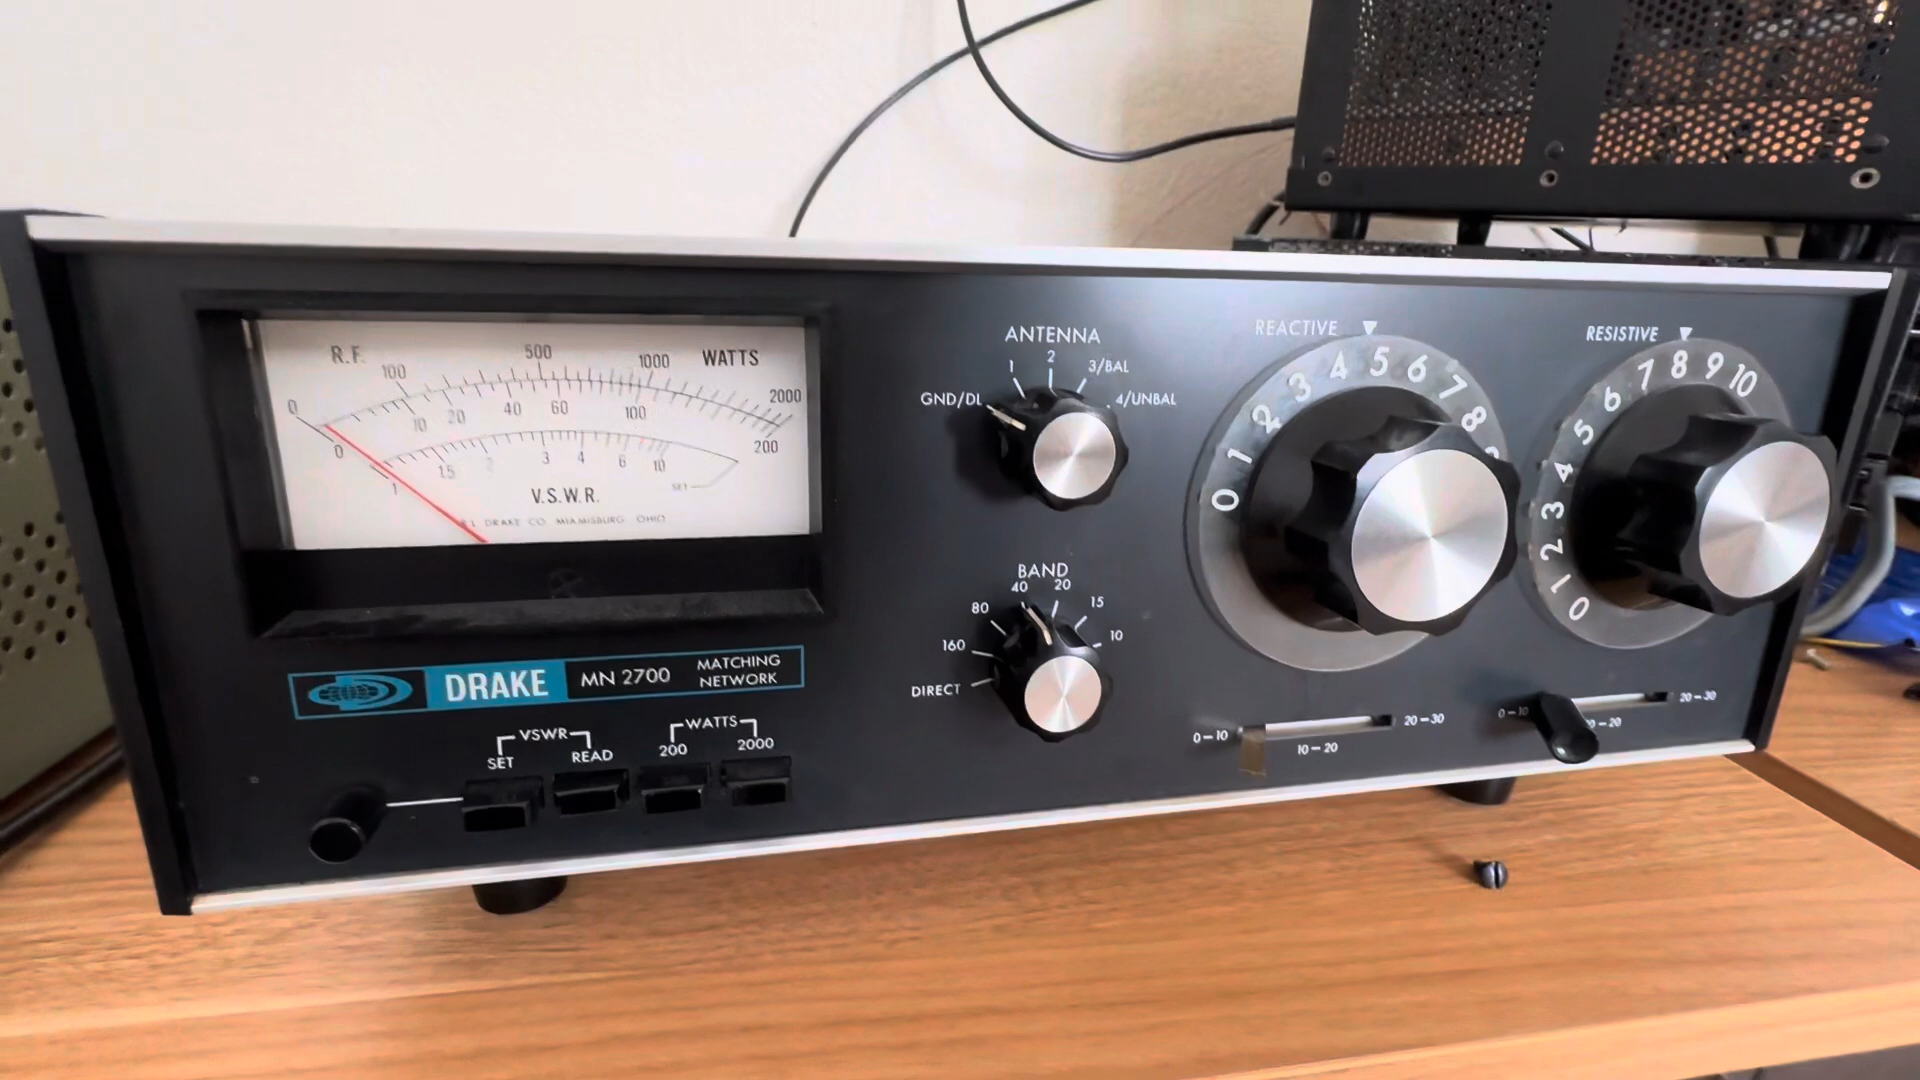 R.F.
WATTS
0 100 500 1000 2000
0 10 20 40 60 100 200
1 1.5 2 3 4 6 10
SET
V.S.W.R.
DRAKE CO. MIAMISBURG, OHIO
DRAKE
MN 2700
MATCHING
NETWORK
VSWR
SET READ
WATTS
200 2000
ANTENNA
GND/DL 1 2 3/BAL 4/UNBAL
BAND
DIRECT 160 80 40 20 15 10
REACTIVE
0 1 2 3 4 5 6 7 8
0-10 10-20 20-30
RESISTIVE
0 1 2 3 4 5 6 7 8 9 10
0-10 20-30